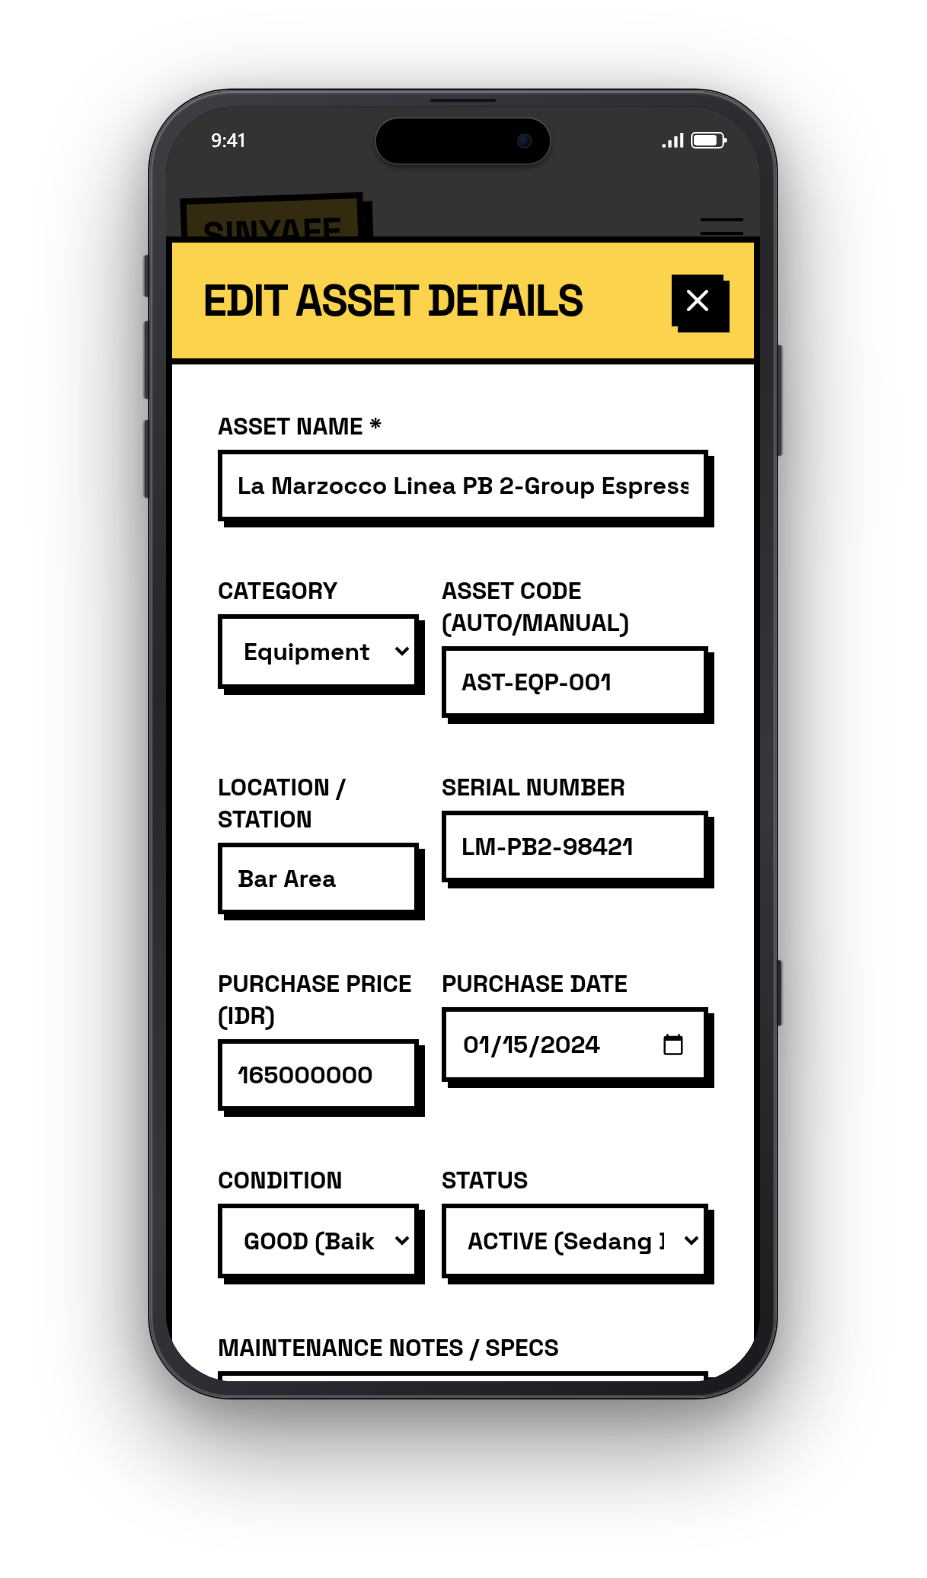 9:41
SINYAFE
EDIT ASSET DETAILS
ASSET NAME *
La Marzocco Linea PB 2-Group Espress
CATEGORY
Equipment
ASSET CODE
(AUTO/MANUAL)
AST-EQP-001
LOCATION /
STATION
Bar Area
SERIAL NUMBER
LM-PB2-98421
PURCHASE PRICE
(IDR)
165000000
PURCHASE DATE
01/15/2024
CONDITION
GOOD (Baik
STATUS
ACTIVE (Sedang
MAINTENANCE NOTES / SPECS